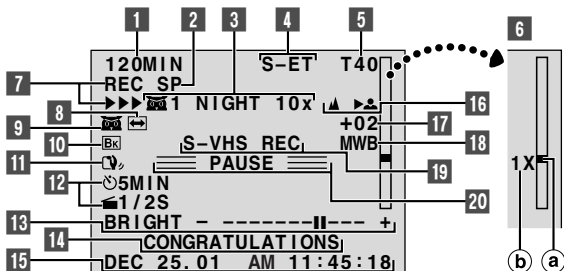 1 2 3 4 5 6
120MIN S-ET T40
REC SP
7
1 NIGHT 10x
8 16
9 +02 17
10 BK MWB 18
S-VHS REC 19
11 PAUSE
1X
12 5MIN 20
1/2S b a
13 BRIGHT - --------▮▮--- +
14 CONGRATULATIONS
15 DEC 25.01 AM 11:45:18